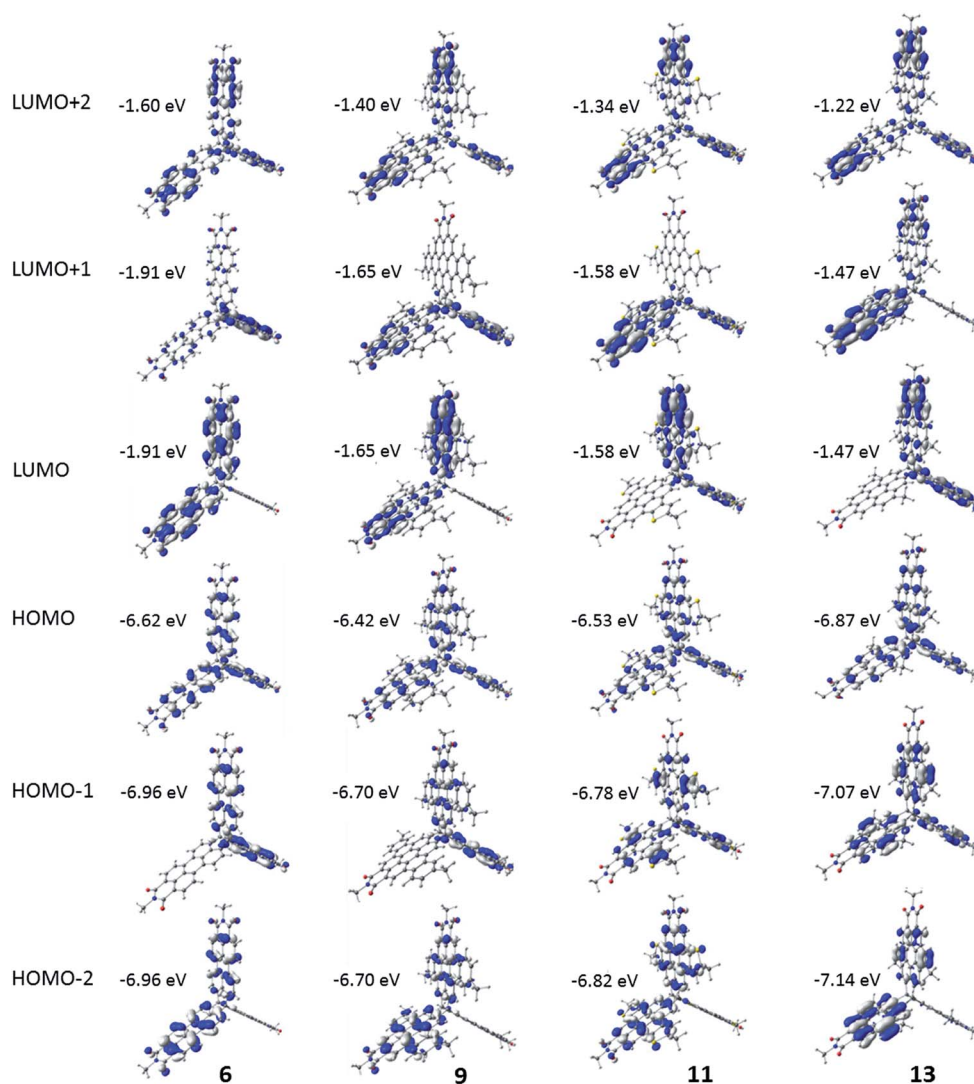 LUMO+2 -1.60 eV -1.40 eV -1.34 eV -1.22 eV
LUMO+1 -1.91 eV -1.65 eV -1.58 eV -1.47 eV
LUMO -1.91 eV -1.65 eV -1.58 eV -1.47 eV
HOMO -6.62 eV -6.42 eV -6.53 eV -6.87 eV
HOMO-1 -6.96 eV -6.70 eV -6.78 eV -7.07 eV
HOMO-2 -6.96 eV -6.70 eV -6.82 eV -7.14 eV
6 9 11 13